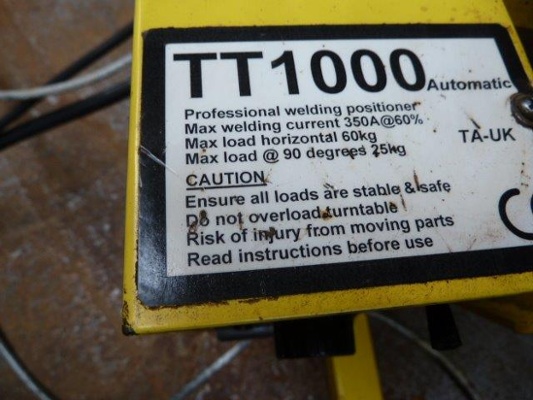 TT1000 Automatic
Professional welding positioner
Max welding current 350A@60%
Max load horizontal 60kg TA-UK
Max load @ 90 degrees 25kg
CAUTION
Ensure all loads are stable & safe
Do not overload turntable
Risk of injury from moving parts
Read instructions before use